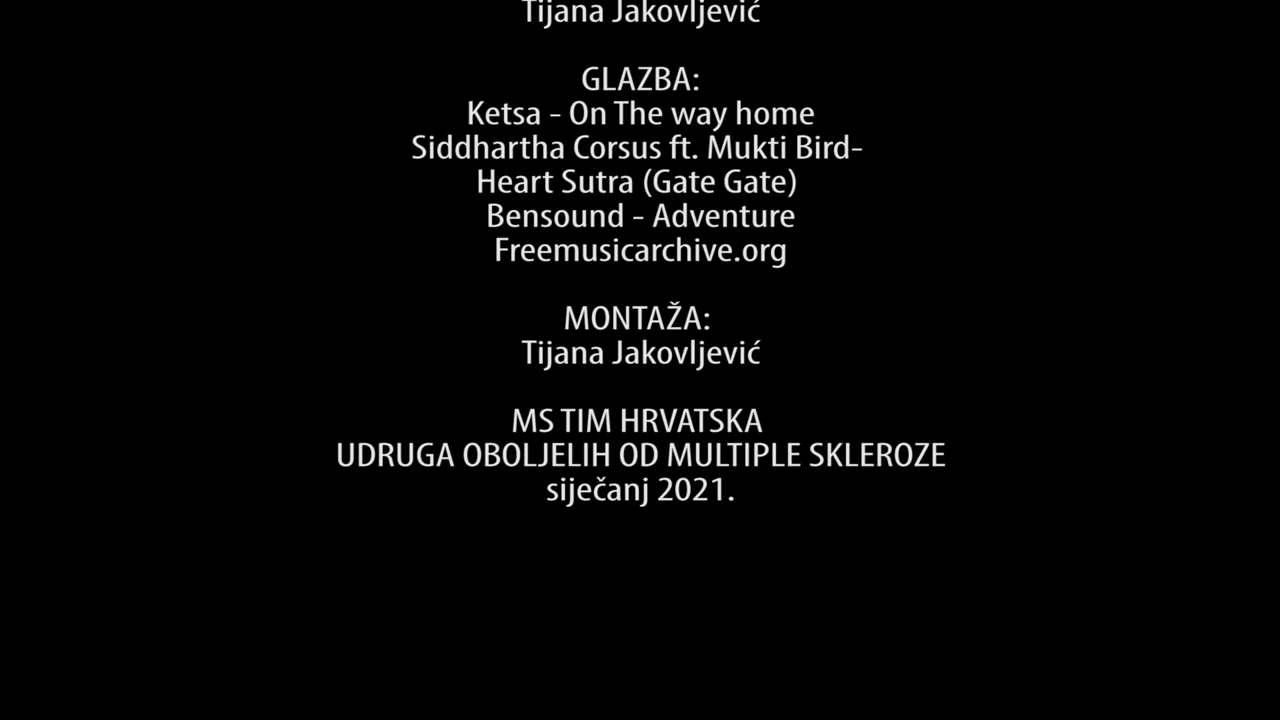 Tijana Jakovljević
GLAZBA:
Ketsa - On The way home
Siddhartha Corsus ft. Mukti Bird-
Heart Sutra (Gate Gate)
Bensound - Adventure
Freemusicarchive.org
MONTAŽA:
Tijana Jakovljević
MS TIM HRVATSKA
UDRUGA OBOLJELIH OD MULTIPLE SKLEROZE
siječanj 2021.